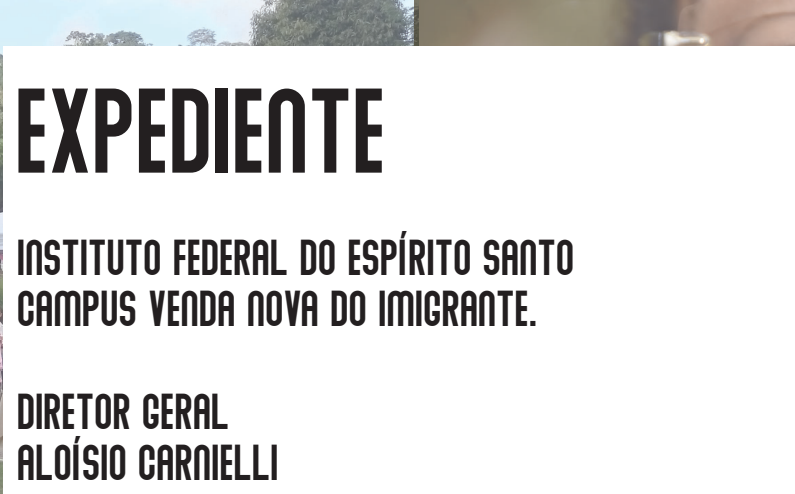 EXPEDIENTE
INSTITUTO FEDERAL DO ESPÍRITO SANTO
CAMPUS VENDA NOVA DO IMIGRANTE.
DIRETOR GERAL
ALOÍSIO CARNIELLI